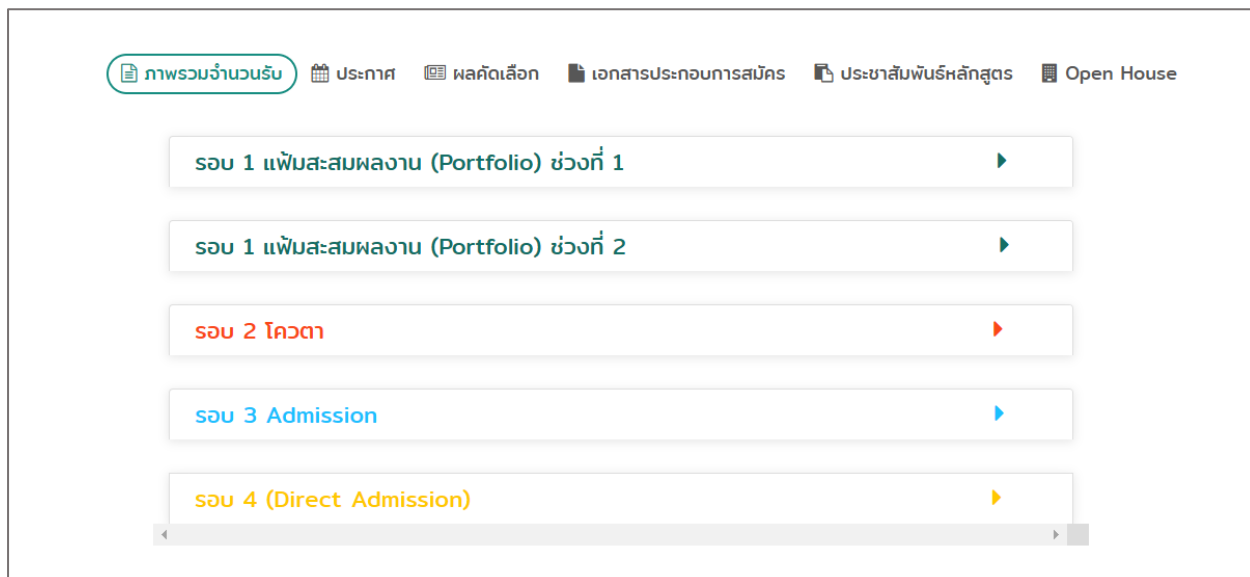 ภาพรวมจำนวนรับ ประกาศ ผลคัดเลือก เอกสารประกอบการสมัคร ประชาสัมพันธ์หลักสูตร Open House
รอบ 1 แฟ้มสะสมผลงาน (Portfolio) ช่วงที่ 1
รอบ 1 แฟ้มสะสมผลงาน (Portfolio) ช่วงที่ 2
รอบ 2 โควตา
รอบ 3 Admission
รอบ 4 (Direct Admission)